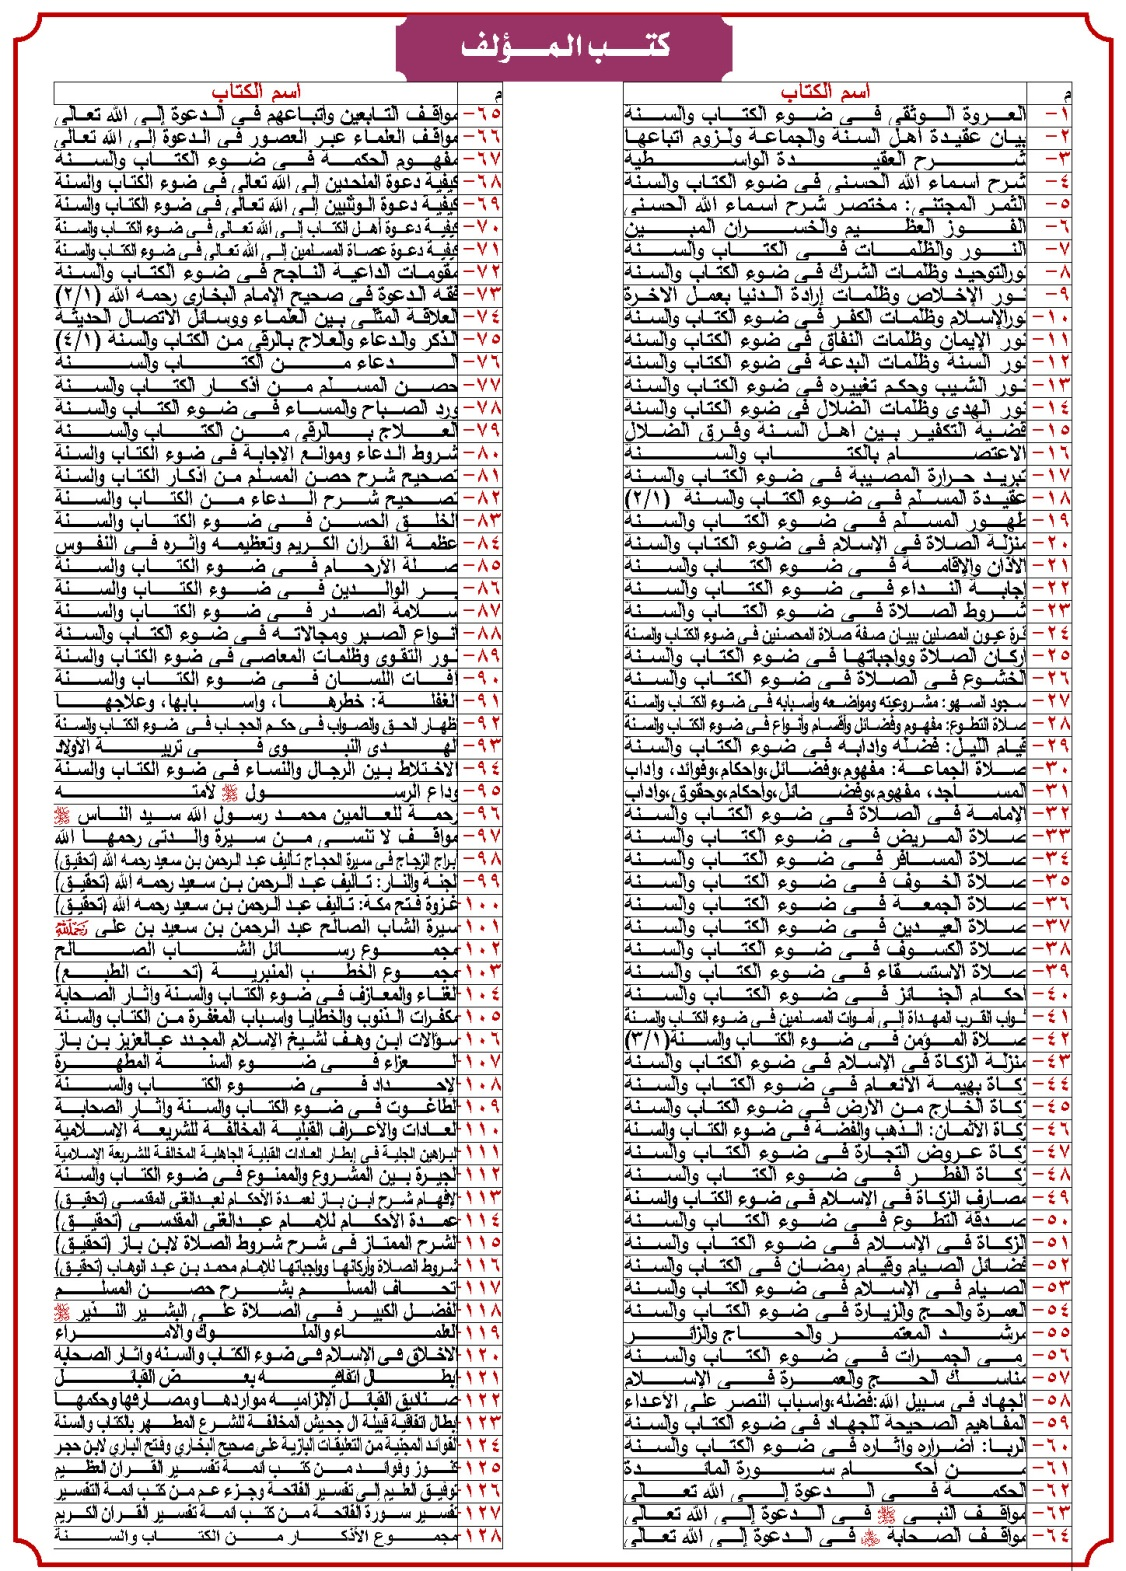 كتب المؤلف
م اسم الكتاب
١- العروة الوثقى في ضوء الكتاب والسنة
٢- بيان عقيدة أهل السنة والجماعة ولزوم اتباعها
٣- شرح العقيدة الواسطية
٤- شرح أسماء الله الحسنى في ضوء الكتاب والسنة
٥- الثمر المجتنى: مختصر شرح أسماء الله الحسنى
٦- الفوز العظيم والخسران المبين
٧- النور والظلمات في الكتاب والسنة
٨- نور التوحيد وظلمات الشرك في ضوء الكتاب والسنة
٩- نور الإخلاص وظلمات إرادة الدنيا بعمل الآخرة
١٠- نور الإسلام وظلمات الكفر في ضوء الكتاب والسنة
١١- نور الإيمان وظلمات النفاق في ضوء الكتاب والسنة
١٢- نور السنة وظلمات البدعة في ضوء الكتاب والسنة
١٣- نور الشيب وحكم تغييره في ضوء الكتاب والسنة
١٤- نور الهدى وظلمات الضلال في ضوء الكتاب والسنة
١٥- قضية التكفير بين أهل السنة وفرق الضلال
١٦- الاعتصام بالكتاب والسنة
١٧- تبريد حرارة المصيبة في ضوء الكتاب والسنة
١٨- عقيدة المسلم في ضوء الكتاب والسنة (٢/١)
١٩- طهور المسلم في ضوء الكتاب والسنة
٢٠- منزلة الصلاة في الإسلام في ضوء الكتاب والسنة
٢١- الأذان والإقامة في ضوء الكتاب والسنة
٢٢- إجابة النداء في ضوء الكتاب والسنة
٢٣- شروط الصلاة في ضوء الكتاب والسنة
٢٤- قرة عيون المصلين ببيان صفة صلاة المحسنين في ضوء الكتاب والسنة
٢٥- أركان الصلاة وواجباتها في ضوء الكتاب والسنة
٢٦- الخشوع في الصلاة في ضوء الكتاب والسنة
٢٧- سجود السهو: مشروعيته ومواضعه وأسبابه في ضوء الكتاب والسنة
٢٨- صلاة التطوع: مفهوم وفضائل وأقسام وأنواع في ضوء الكتاب والسنة
٢٩- قيام الليل: فضله وآدابه في ضوء الكتاب والسنة
٣٠- صلاة الجماعة: مفهوم،وفضائل،وأحكام،وفوائد، وآداب
٣١- المساجد، مفهوم،وفضائل،وأحكام،وحقوق،وآداب
٣٢- الإمامة في الصلاة في ضوء الكتاب والسنة
٣٣- صلاة المريض في ضوء الكتاب والسنة
٣٤- صلاة المسافر في ضوء الكتاب والسنة
٣٥- صلاة الخوف في ضوء الكتاب والسنة
٣٦- صلاة الجمعة في ضوء الكتاب والسنة
٣٧- صلاة العيدين في ضوء الكتاب والسنة
٣٨- صلاة الكسوف في ضوء الكتاب والسنة
٣٩- صلاة الاستسقاء في ضوء الكتاب والسنة
٤٠- أحكام الجنائز في ضوء الكتاب والسنة
٤١- ثواب القرب المهداة إلى أموات المسلمين في ضوء الكتاب والسنة
٤٢- صلاة المؤمن في ضوء الكتاب والسنة(٣/١)
٤٣- منزلة الزكاة في الإسلام في ضوء الكتاب والسنة
٤٤- زكاة بهيمة الأنعام في ضوء الكتاب والسنة
٤٥- زكاة الخارج من الأرض في ضوء الكتاب والسنة
٤٦- زكاة الأثمان: الذهب والفضة في ضوء الكتاب والسنة
٤٧- زكاة عروض التجارة في ضوء الكتاب والسنة
٤٨- زكاة الفطر في ضوء الكتاب والسنة
٤٩- مصارف الزكاة في الإسلام في ضوء الكتاب والسنة
٥٠- صدقة التطوع في ضوء الكتاب والسنة
٥١- الزكاة في الإسلام في ضوء الكتاب والسنة
٥٢- فضائل الصيام وقيام رمضان في الكتاب والسنة
٥٣- الصيام في الإسلام في ضوء الكتاب والسنة
٥٤- العمرة والحج والزيارة في ضوء الكتاب والسنة
٥٥- مرشد المعتمر والحاج والزائر
٥٦- رمي الجمرات في ضوء الكتاب والسنة
٥٧- مناسك الحج والعمرة في الإسلام
٥٨- الجهاد في سبيل الله:فضله،وأسباب النصر على الأعداء
٥٩- المفاهيم الصحيحة للجهاد في ضوء الكتاب والسنة
٦٠- الربا: أضراره وآثاره في ضوء الكتاب والسنة
٦١- من أحكام سورة المائدة
٦٢- الحكمة في الدعوة إلى الله تعالى
٦٣- مواقف النبي ﷺ في الدعوة إلى الله تعالى
٦٤- مواقف الصحابة في الدعوة إلى الله تعالى
م اسم الكتاب
٦٥- مواقف التابعين وأتباعهم في الدعوة إلى الله تعالى
٦٦- مواقف العلماء عبر العصور في الدعوة إلى الله تعالى
٦٧- مفهوم الحكمة في ضوء الكتاب والسنة
٦٨- كيفية دعوة الملحدين إلى الله تعالى في ضوء الكتاب والسنة
٦٩- كيفية دعوة الوثنيين إلى الله تعالى في ضوء الكتاب والسنة
٧٠- كيفية دعوة أهل الكتاب إلى الله تعالى في ضوء الكتاب والسنة
٧١- كيفية دعوة عصاة المسلمين إلى الله تعالى في ضوء الكتاب والسنة
٧٢- مقومات الداعية الناجح في ضوء الكتاب والسنة
٧٣- فقه الدعوة في صحيح الإمام البخاري رحمه الله (٢/١)
٧٤- العلاقة المثلى بين العلماء ووسائل الاتصال الحديثة
٧٥- الذكر والدعاء والعلاج بالرقى من الكتاب والسنة (٤/١)
٧٦- الدعاء من الكتاب والسنة
٧٧- حصن المسلم من أذكار الكتاب والسنة
٧٨- ورد الصباح والمساء في ضوء الكتاب والسنة
٧٩- العلاج بالرقى من الكتاب والسنة
٨٠- شروط الدعاء وموانع الإجابة في ضوء الكتاب والسنة
٨١- تصحيح شرح حصن المسلم من أذكار الكتاب والسنة
٨٢- تصحيح شرح الدعاء من الكتاب والسنة
٨٣- الخلق الحسن في ضوء الكتاب والسنة
٨٤- عظمة القرآن الكريم وتعظيمه وأثره في النفوس
٨٥- صلة الأرحام في ضوء الكتاب والسنة
٨٦- بر الوالدين في ضوء الكتاب والسنة
٨٧- سلامة الصدر في ضوء الكتاب والسنة
٨٨- أنواع الصبر ومجالاته في ضوء الكتاب والسنة
٨٩- نور التقوى وظلمات المعاصي في ضوء الكتاب والسنة
٩٠- آفات اللسان في ضوء الكتاب والسنة
٩١- الغفلة: خطرها، وأسبابها، وعلاجها
٩٢- إظهار الحق والصواب في حكم الحجاب في ضوء الكتاب والسنة
٩٣- الهدي النبوي في تربية الأولاد
٩٤- الاختلاط بين الرجال والنساء في ضوء الكتاب والسنة
٩٥- وداع الرسول ﷺ لأمته
٩٦- رحمة للعالمين محمد رسول الله سيد الناس ﷺ
٩٧- مواقف لا تنسى من سيرة والدتي رحمها الله
٩٨- أبراج الزجاج في سيرة الحجاج تأليف عبد الرحمن بن سعيد رحمه الله (تحقيق)
٩٩- الجنة والنار: تأليف عبد الرحمن بن سعيد رحمه الله (تحقيق)
١٠٠- غزوة فتح مكة: تأليف عبد الرحمن بن سعيد رحمه الله (تحقيق)
١٠١- سيرة الشاب الصالح عبد الرحمن بن سعيد بن علي رحمه الله
١٠٢- مجموع رسائل الشاب الصالح
١٠٣- مجموع الخطب المنبرية (تحت الطبع)
١٠٤- الغناء والمعازف في ضوء الكتاب والسنة وآثار الصحابة
١٠٥- مكفرات الذنوب والخطايا وأسباب المغفرة من الكتاب والسنة
١٠٦- سؤالات ابن وهف لشيخ الإسلام المجدد عبدالعزيز بن باز
١٠٧- العزاء في ضوء السنة المطهرة
١٠٨- الإحداد في ضوء الكتاب والسنة
١٠٩- الطاغوت في ضوء الكتاب والسنة وآثار الصحابة
١١٠- العادات والأعراف القبلية المخالفة للشريعة الإسلامية
١١١- البراهين الجلية في إبطار العادات القبلية الجاهلية المخالفة للشريعة الإسلامية
١١٢- الجيرة بين المشروع والممنوع في ضوء الكتاب والسنة
١١٣- الإفهام شرح ابن باز لعمدة الأحكام لعبدالغني المقدسي (تحقيق)
١١٤- عمدة الأحكام للإمام عبدالغني المقدسي (تحقيق)
١١٥- الشرح الممتاز في شرح شروط الصلاة لابن باز (تحقيق)
١١٦- شروط الصلاة وأركانها وواجباتها للإمام محمد بن عبد الوهاب (تحقيق)
١١٧- تحاف المسلم بشرح حصن المسلم
١١٨- الفضل الكبير في الصلاة على البشير النذير ﷺ
١١٩- العلماء والملوك والأمراء
١٢٠- الأخلاق في الإسلام في ضوء الكتاب والسنة وآثار الصحابة
١٢١- إبطال اتفاقية بعض القبائل
١٢٢- صناديق القبائل الإلزامية مواردها ومصارفها وحكمها
١٢٣- إبطال اتفاقية قبيلة آل جحيش المخالفة للشرع المطهر بالكتاب والسنة
١٢٤- الفوائد المجنية من التعليقات البازية على صحيح البخاري وفتح الباري لابن حجر
١٢٥- كنوز وفوائد من كتب أئمة تفسير القرآن العظيم
١٢٦- توفيق العليم إلى تفسير الفاتحة وجزء عم من كتب أئمة التفسير
١٢٧- تفسير سورة الفاتحة من كتب أئمة تفسير القرآن الكريم
١٢٨- مجموع الأذكار من الكتاب والسنة